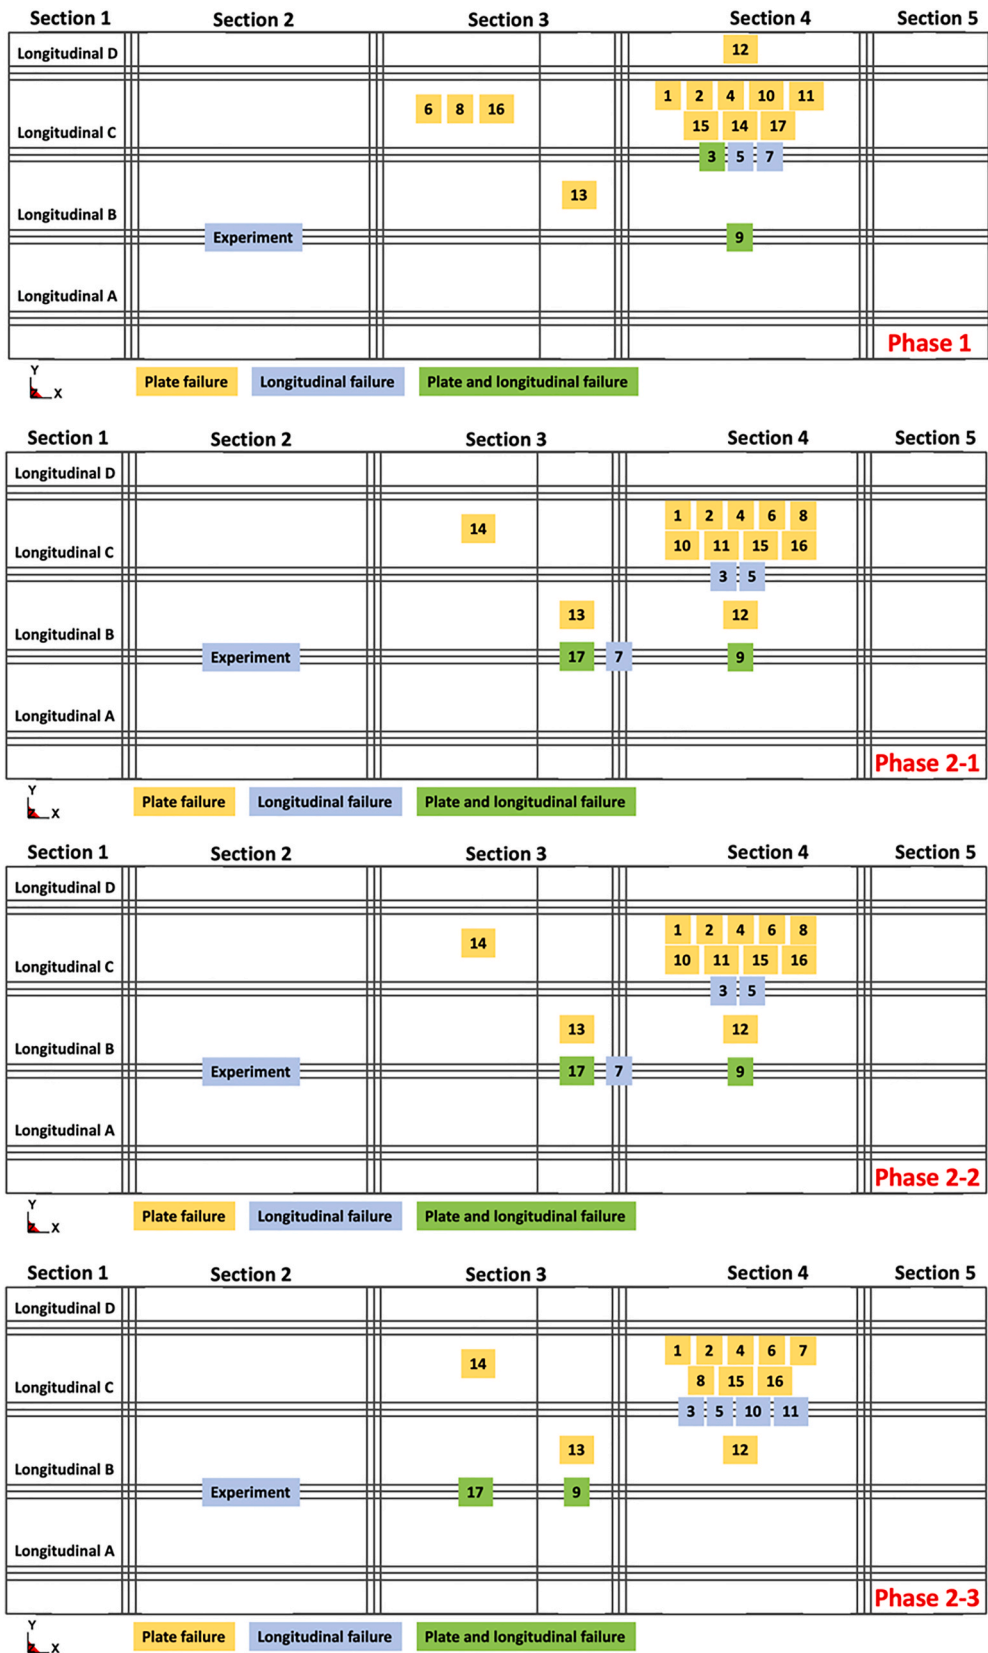 Section 1 Section 2 Section 3 Section 4 Section 5
Longitudinal D 12
1 2 4 10 11
6 8 16
15 14 17
Longitudinal C
3 5 7
13
Longitudinal B
Experiment 9
Longitudinal A
Phase 1
Y
Z X
Plate failure Longitudinal failure Plate and longitudinal failure
Section 1 Section 2 Section 3 Section 4 Section 5
Longitudinal D
1 2 4 6 8
14
10 11 15 16
Longitudinal C
3 5
13 12
Longitudinal B
Experiment 17 7 9
Longitudinal A
Phase 2-1
Y
Z X
Plate failure Longitudinal failure Plate and longitudinal failure
Section 1 Section 2 Section 3 Section 4 Section 5
Longitudinal D
1 2 4 6 8
14
10 11 15 16
Longitudinal C
3 5
13 12
Longitudinal B
Experiment 17 7 9
Longitudinal A
Phase 2-2
Y
Z X
Plate failure Longitudinal failure Plate and longitudinal failure
Section 1 Section 2 Section 3 Section 4 Section 5
Longitudinal D
1 2 4 6 7
14
8 15 16
Longitudinal C
3 5 10 11
13 12
Longitudinal B
Experiment 17 9
Longitudinal A
Phase 2-3
Y
Z X
Plate failure Longitudinal failure Plate and longitudinal failure